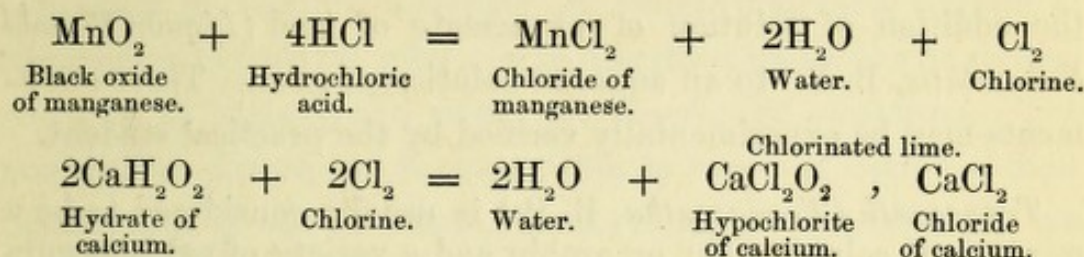 MnO₂ + 4HCl = MnCl₂ + 2H₂O + Cl₂
Black oxide Hydrochloric Chloride of Water. Chlorine.
of manganese. acid. manganese.
Chlorinated lime.
2CaH₂O₂ + 2Cl₂ = 2H₂O + CaCl₂O₂ , CaCl₂
Hydrate of Chlorine. Water. Hypochlorite Chloride
calcium. of calcium. of calcium.